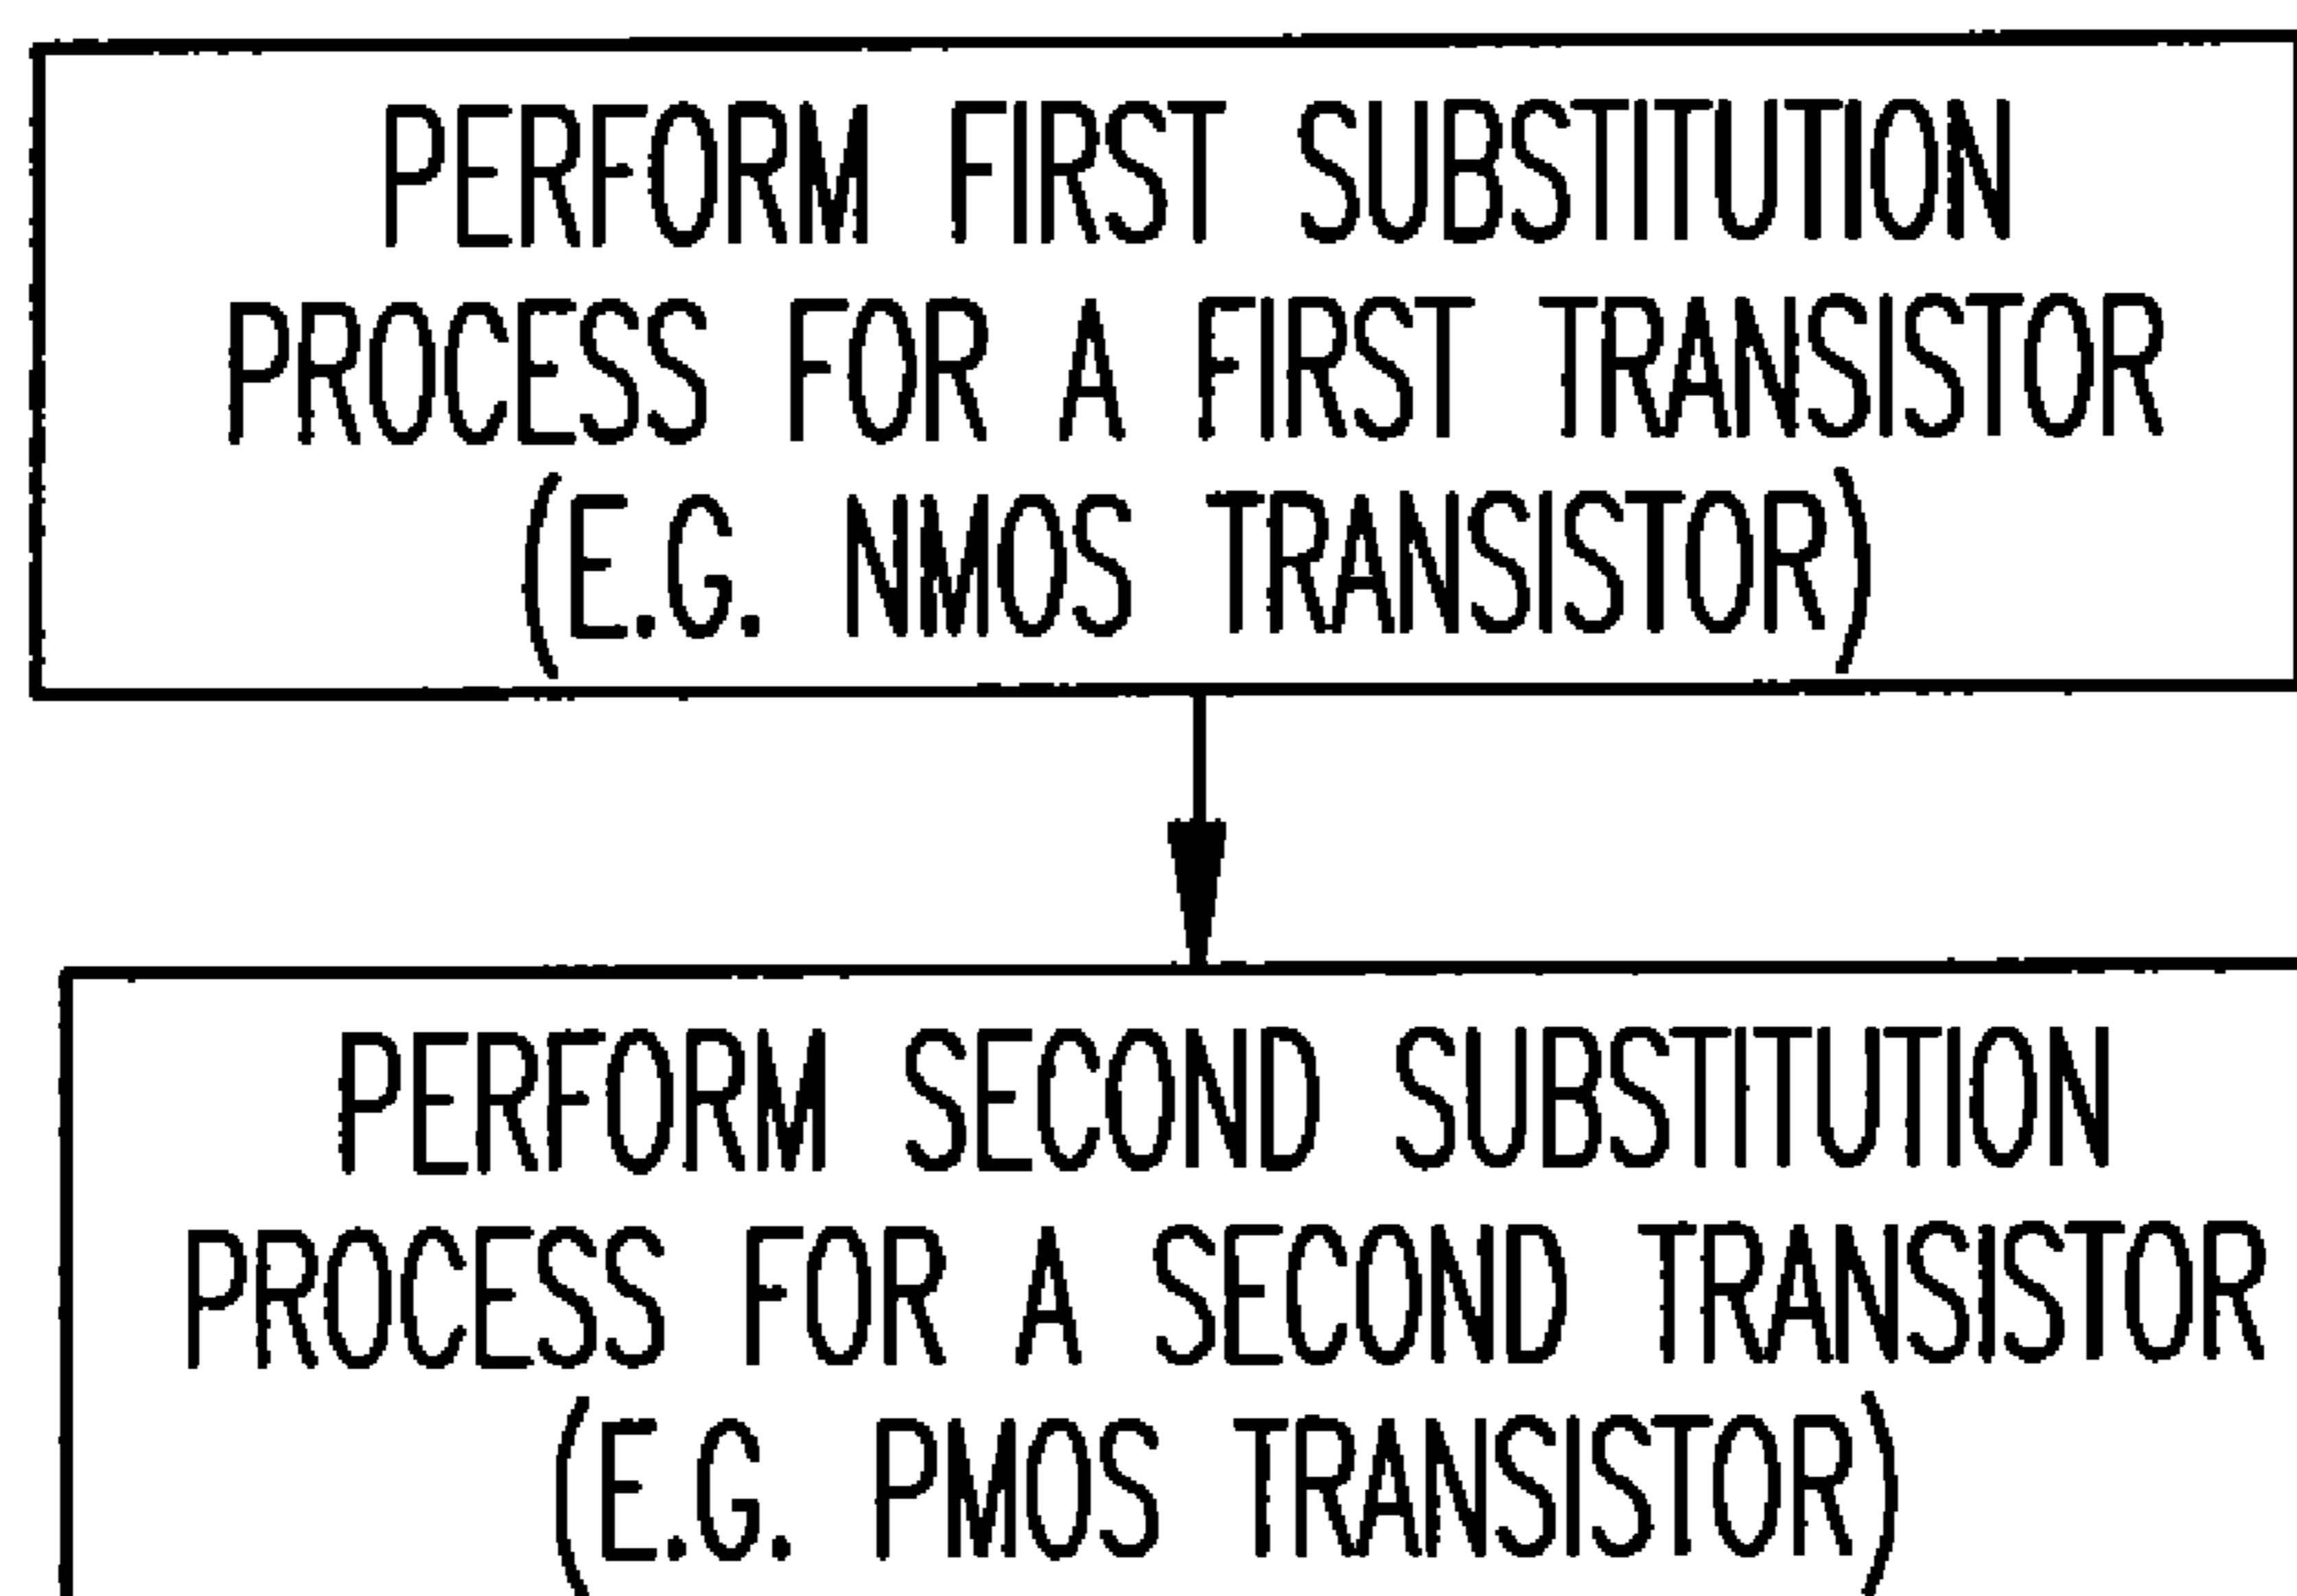 PERFORM FIRST SUBSTITUTION
PROCESS FOR A FIRST TRANSISTOR
(E.G. NMOS TRANSISTOR)
PERFORM SECOND SUBSTITUTION
PROCESS FOR A SECOND TRANSISTOR
(E.G. PMOS TRANSISTOR)